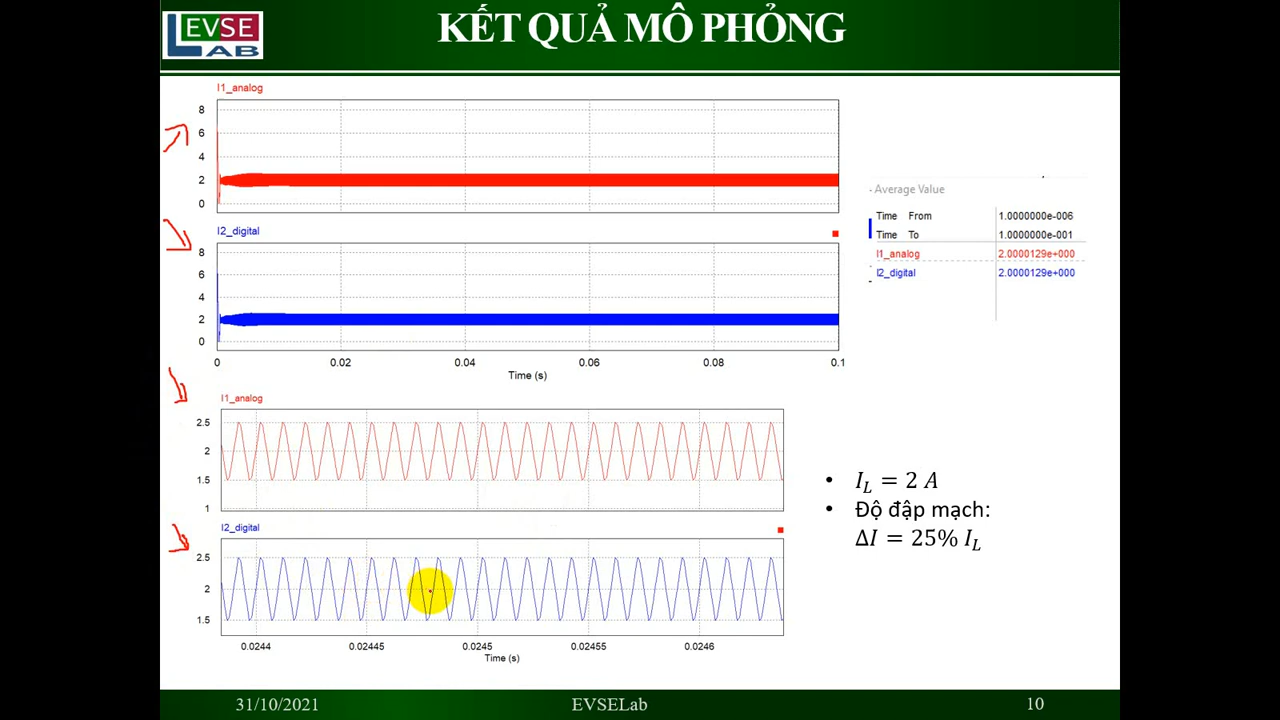 EVSE
LAB
KẾT QUẢ MÔ PHỎNG
I1_analog
8
6
4
2
0
I2_digital
8
6
4
2
0
0 0.02 0.04 0.06 0.08 0.1
Time (s)
Average Value
Time From 1.0000000e-006
Time To 1.0000000e-001
I1_analog 2.0000129e+000
I2_digital 2.0000129e+000
I1_analog
2.5
2
1.5
1
I2_digital
2.5
2
1.5
0.0244 0.02445 0.0245 0.02455 0.0246
Time (s)
• I_L = 2 A
• Độ đập mạch:
ΔI = 25% I_L
31/10/2021 EVSELab 10